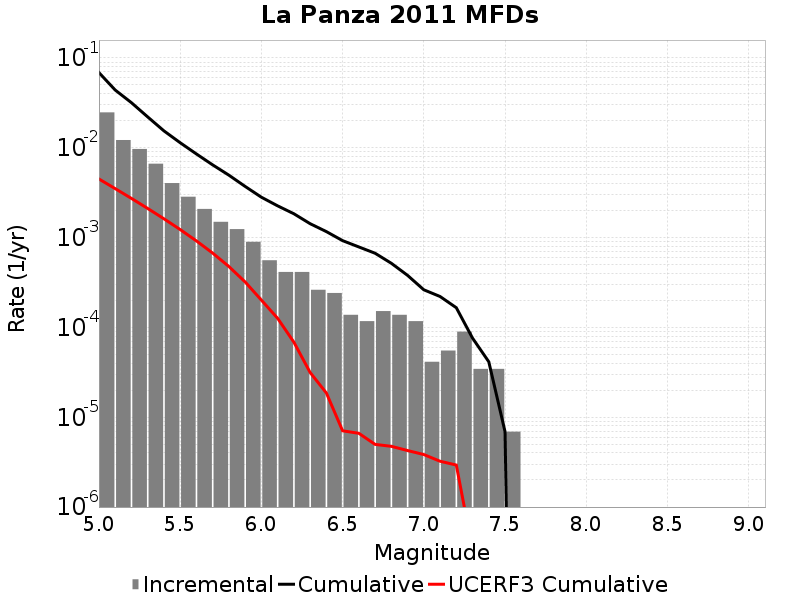 La Panza 2011 MFDs
Rate (1/yr)
10^-1
10^-2
10^-3
10^-4
10^-5
10^-6
5.0 5.5 6.0 6.5 7.0 7.5 8.0 8.5 9.0
Magnitude
Incremental Cumulative UCERF3 Cumulative